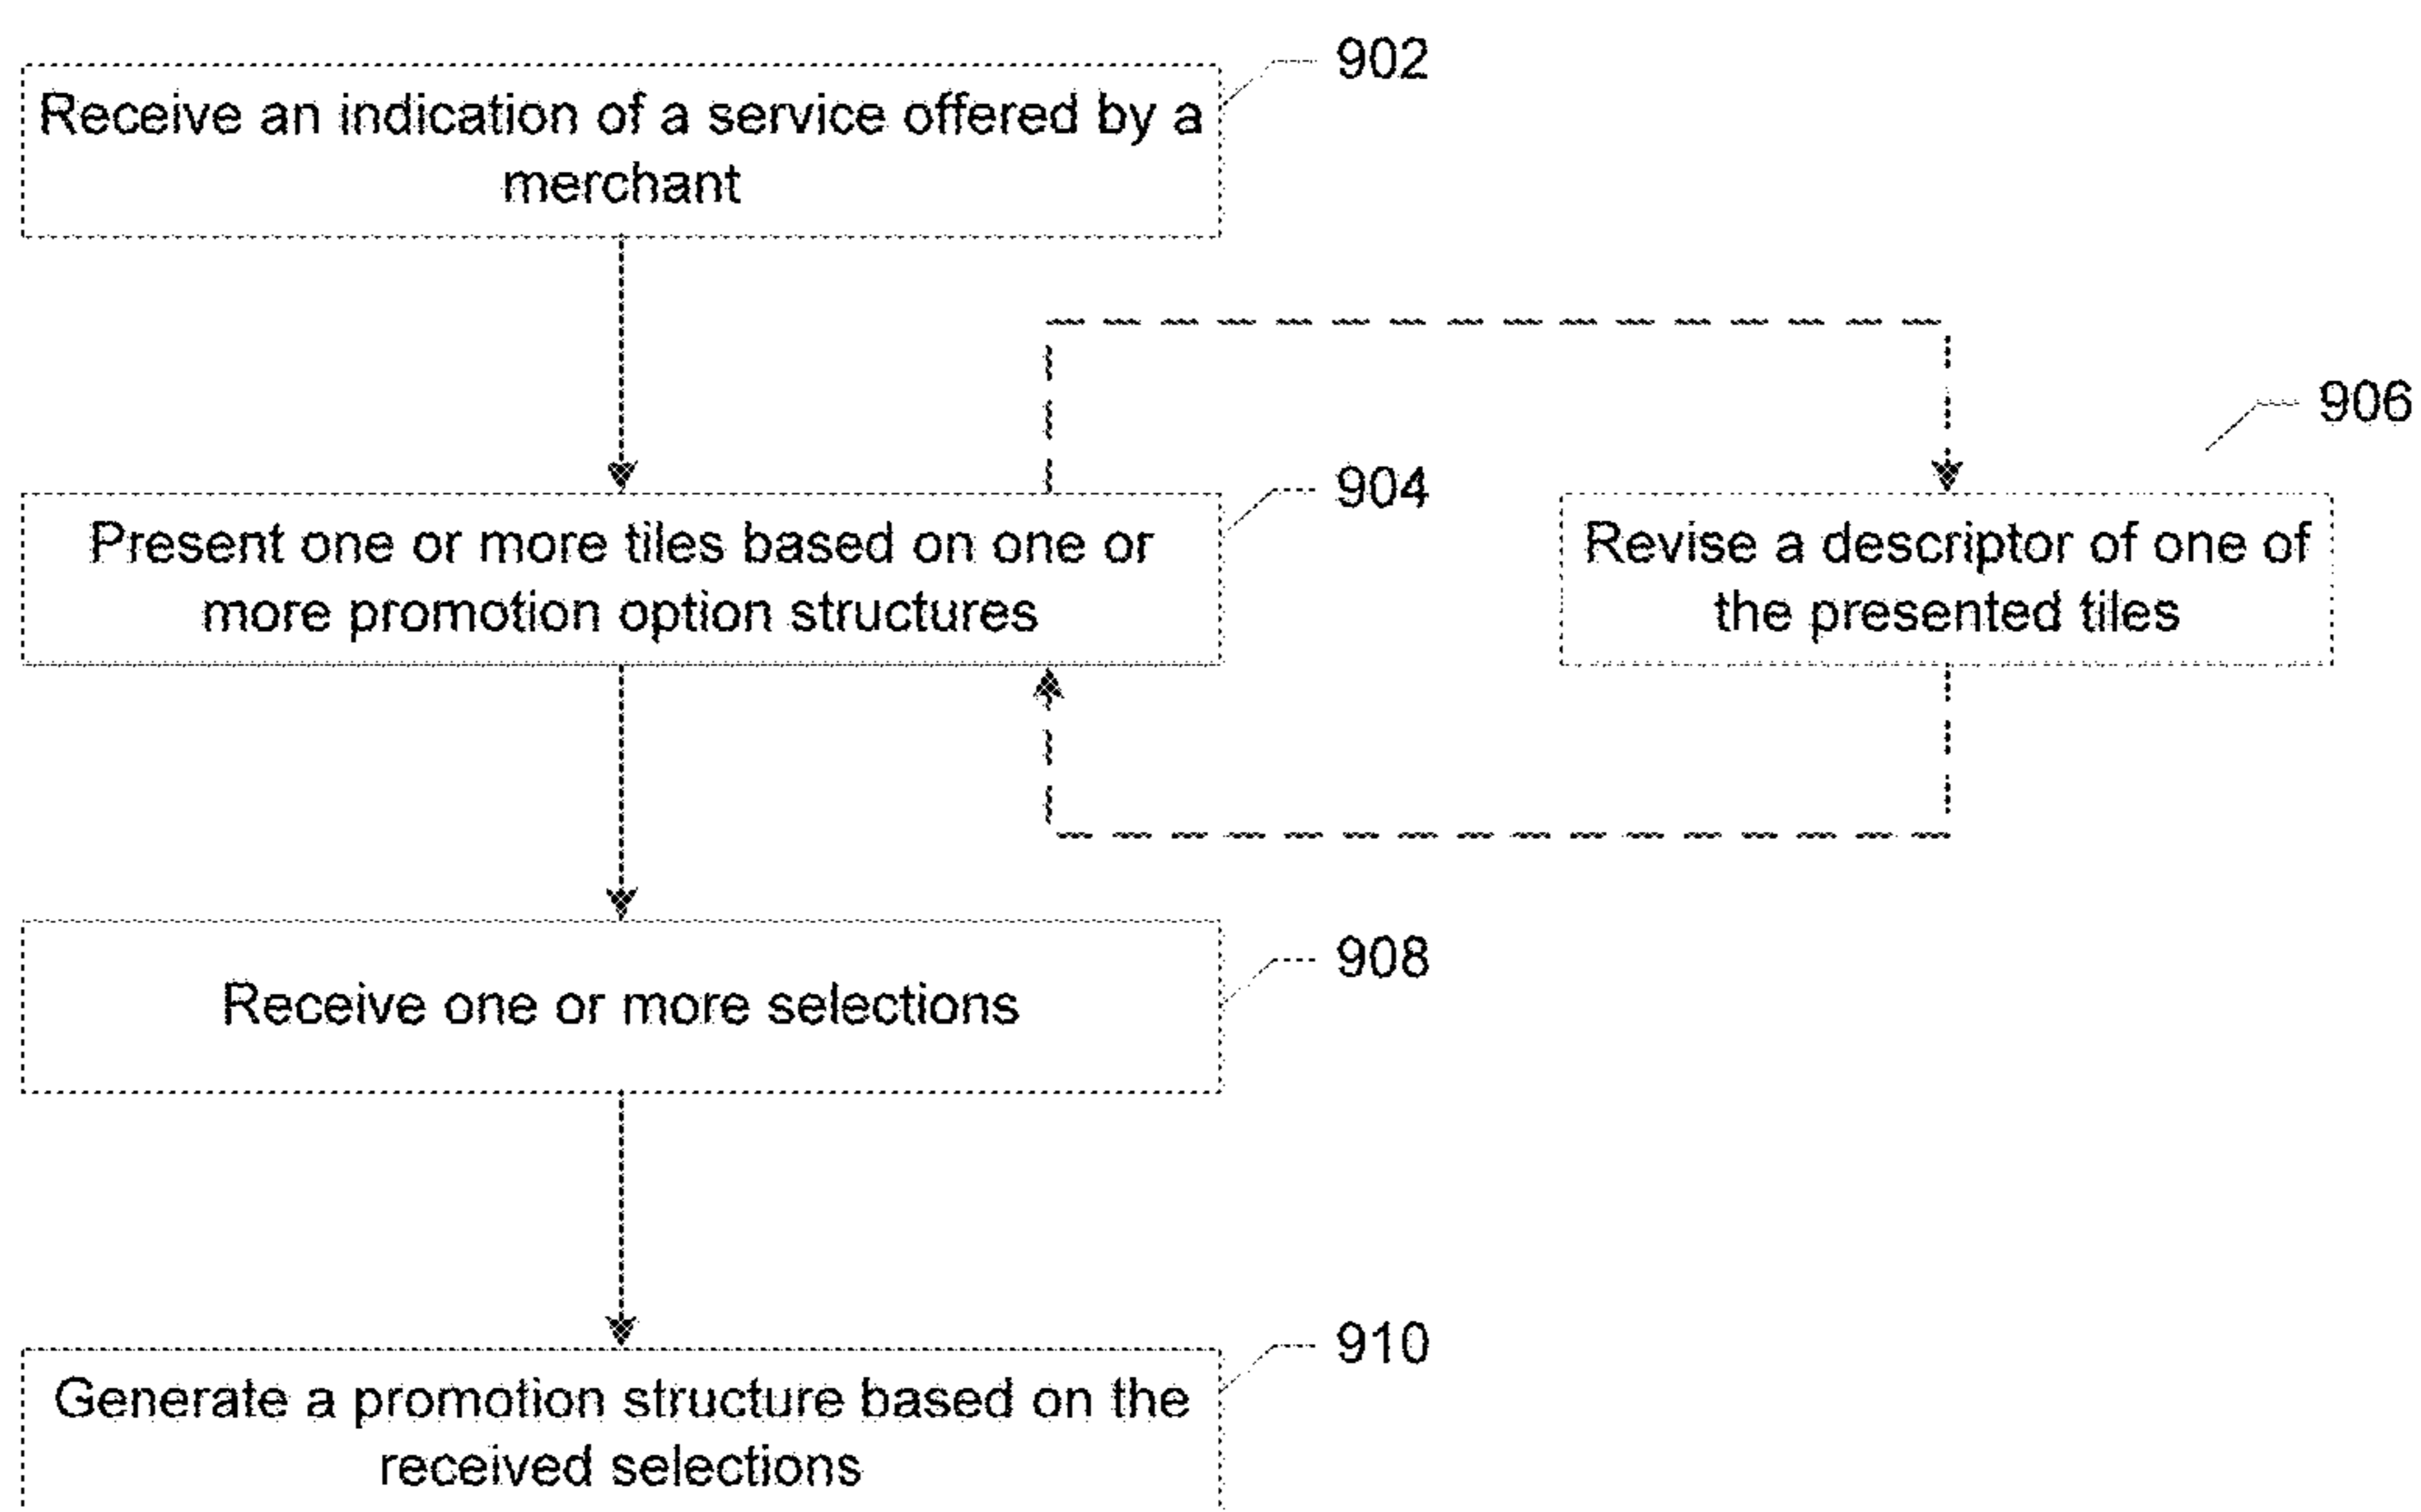 902
Receive an indication of a service offered by a
merchant
906
904
Present one or more tiles based on one or
more promotion option structures
Revise a descriptor of one of
the presented tiles
908
Receive one or more selections
910
Generate a promotion structure based on the
received selections